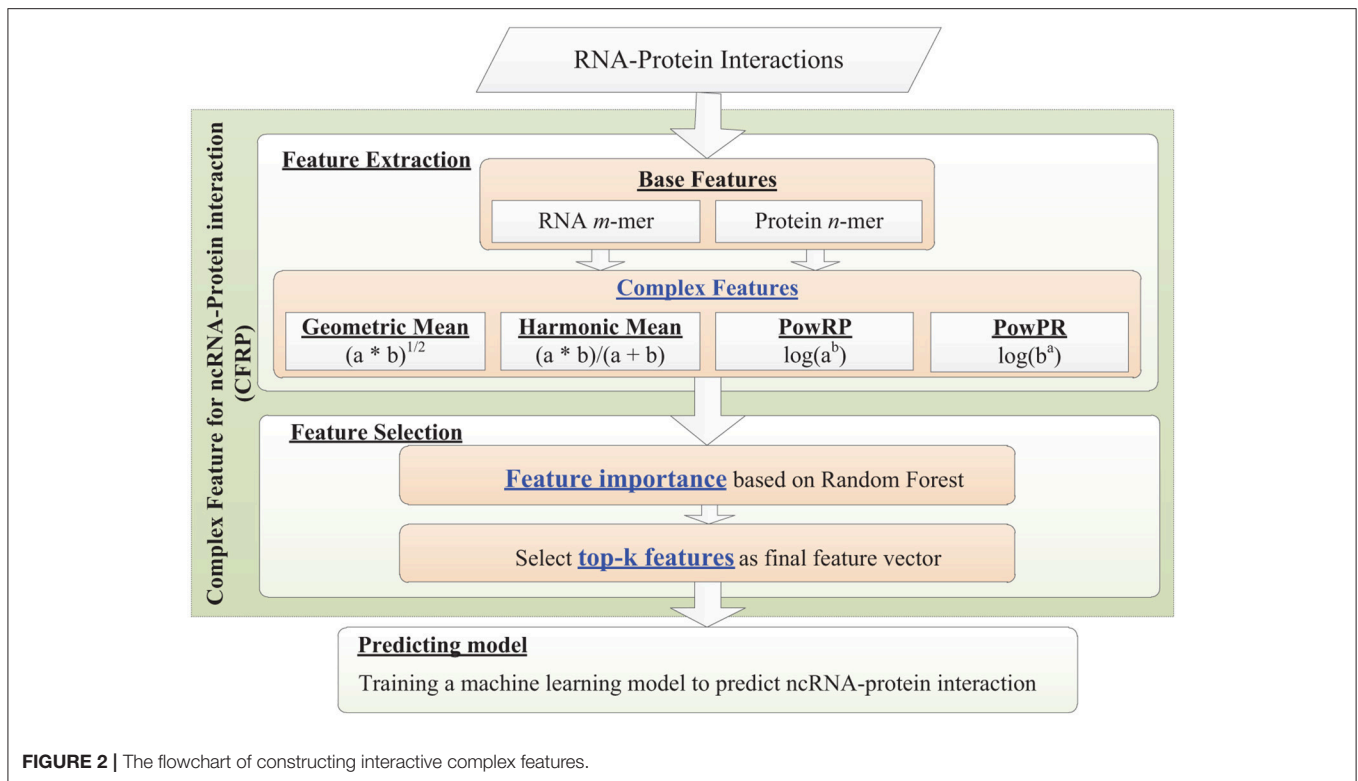 RNA-Protein Interactions
Complex Feature for ncRNA-Protein interaction
(CFRP)
Feature Extraction
Base Features
RNA m-mer
Protein n-mer
Complex Features
Geometric Mean
(a * b)^1/2
Harmonic Mean
(a * b)/(a + b)
PowRP
log(a^b)
PowPR
log(b^a)
Feature Selection
Feature importance based on Random Forest
Select top-k features as final feature vector
Predicting model
Training a machine learning model to predict ncRNA-protein interaction
FIGURE 2 | The flowchart of constructing interactive complex features.